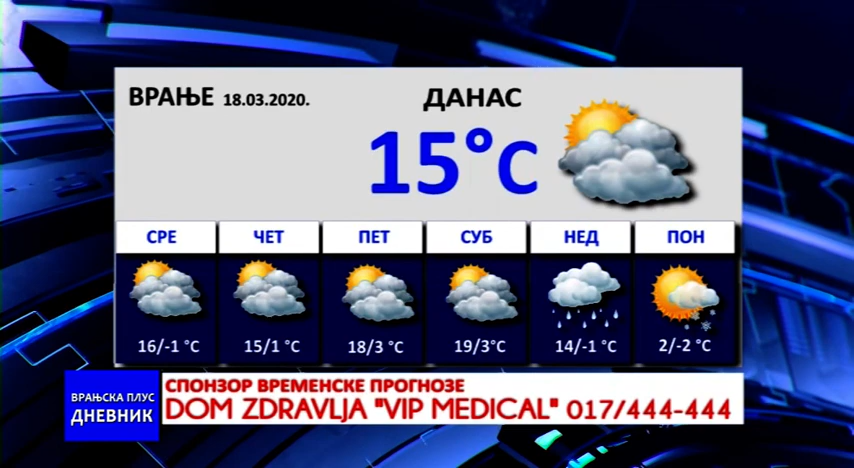 ВРАЊЕ 18.03.2020.
ДАНАС
15°C
СРЕ ЧЕТ ПЕТ СУБ НЕД ПОН
16/-1 °C 15/1 °C 18/3 °C 19/3°C 14/-1 °C 2/-2 °C
ВРАЊСКА ПЛУС
ДНЕВНИК
СПОНЗОР ВРЕМЕНСКЕ ПРОГНОЗЕ
DOM ZDRAVLJA "VIP MEDICAL" 017/444-444